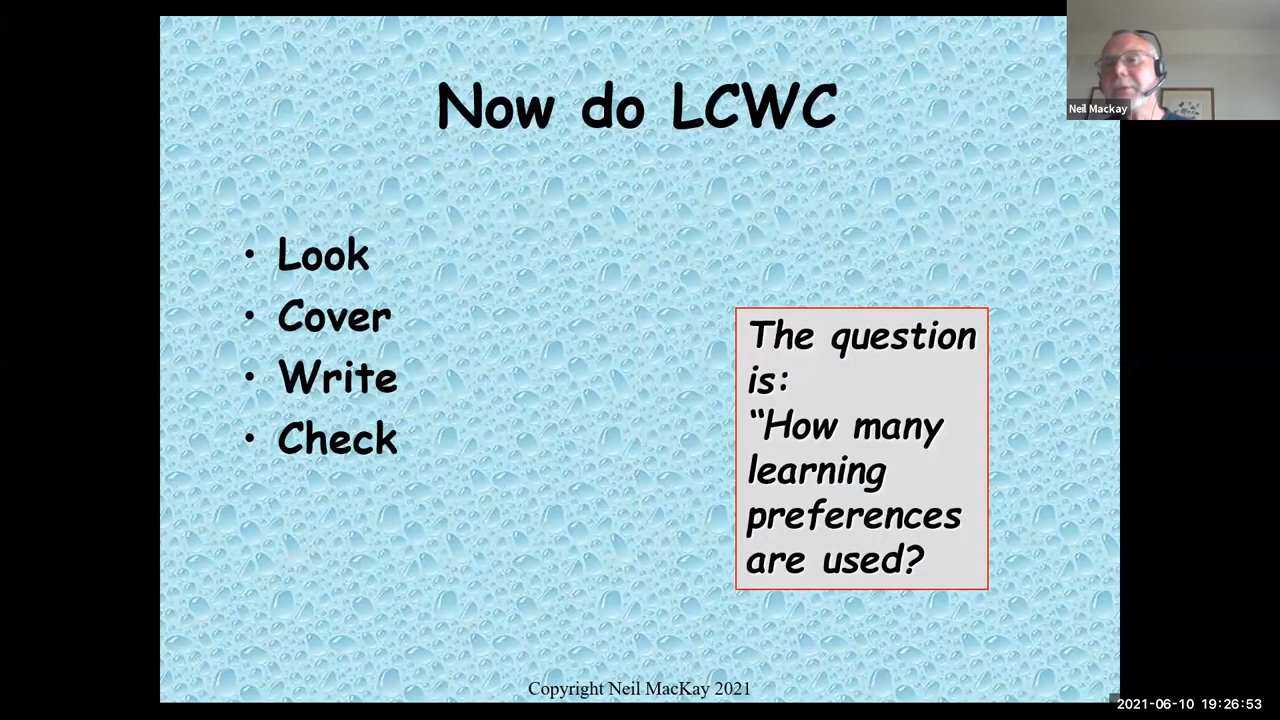 Now do LCWC
Neil Mackay
• Look
• Cover
• Write
• Check
The question
is:
“How many
learning
preferences
are used?
Copyright Neil MacKay 2021
2021-06-10 19:26:53